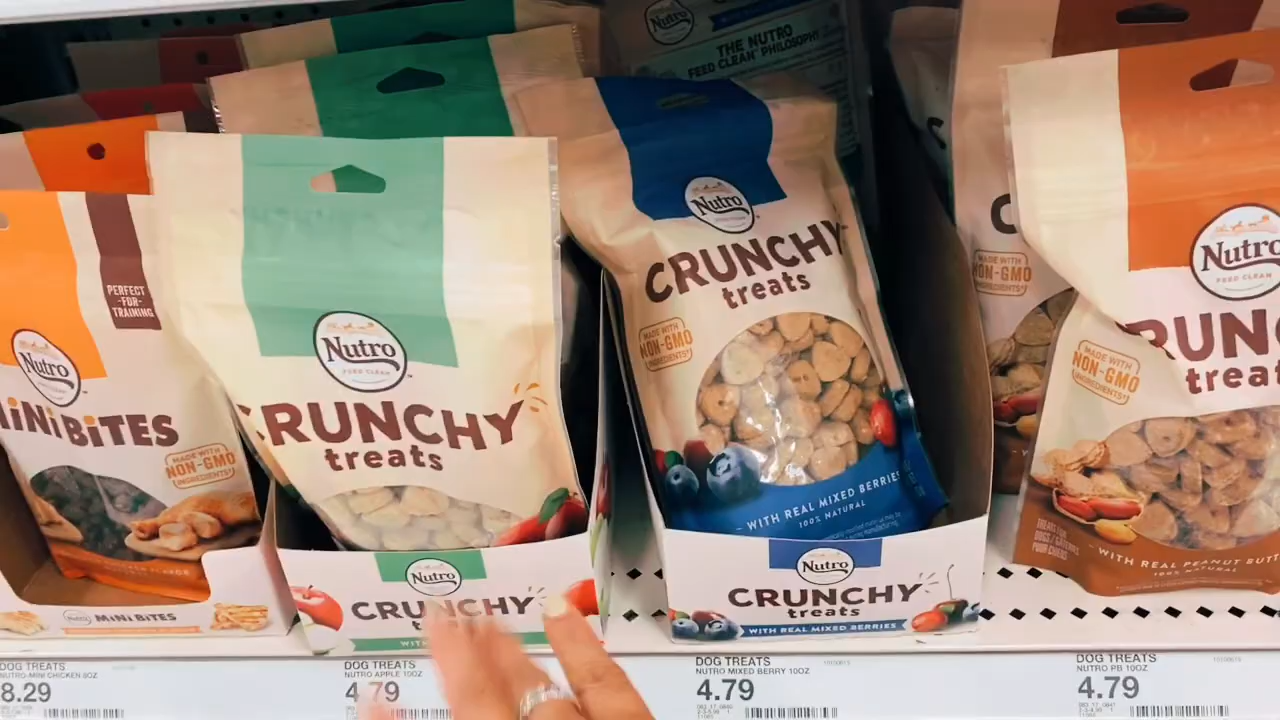 Nutro
THE NUTRO
FEED CLEAN PHILOSOPHY
PERFECT
-FOR-
TRAINING
Nutro
MiNi BiTES
MADE WITH
NON-GMO
INGREDIENTS
Nutro
MiNi BiTES
Nutro
FEED CLEAN
CRUNCHY
treats
Nutro
CRUNCHY
Nutro
CRUNCHY
treats
MADE WITH
NON-GMO
INGREDIENTS
WITH REAL MIXED BERRIES
100% NATURAL
Nutro
CRUNCHY
treats
WITH REAL MIXED BERRIES
MADE WITH
NON-GMO
INGREDIENTS
Nutro
FEED CLEAN
RUNC
treat
MADE WITH
NON-GMO
INGREDIENTS
WITH REAL PEANUT BUTT
100% NATURAL
DOG TREATS
NUTRO-MINI CHICKEN 8OZ
8.29
DOG TREATS
NUTRO APPLE 10OZ
4.79
DOG TREATS
NUTRO MIXED BERRY 10OZ
4.79
DOG TREATS
NUTRO PB 10OZ
4.79